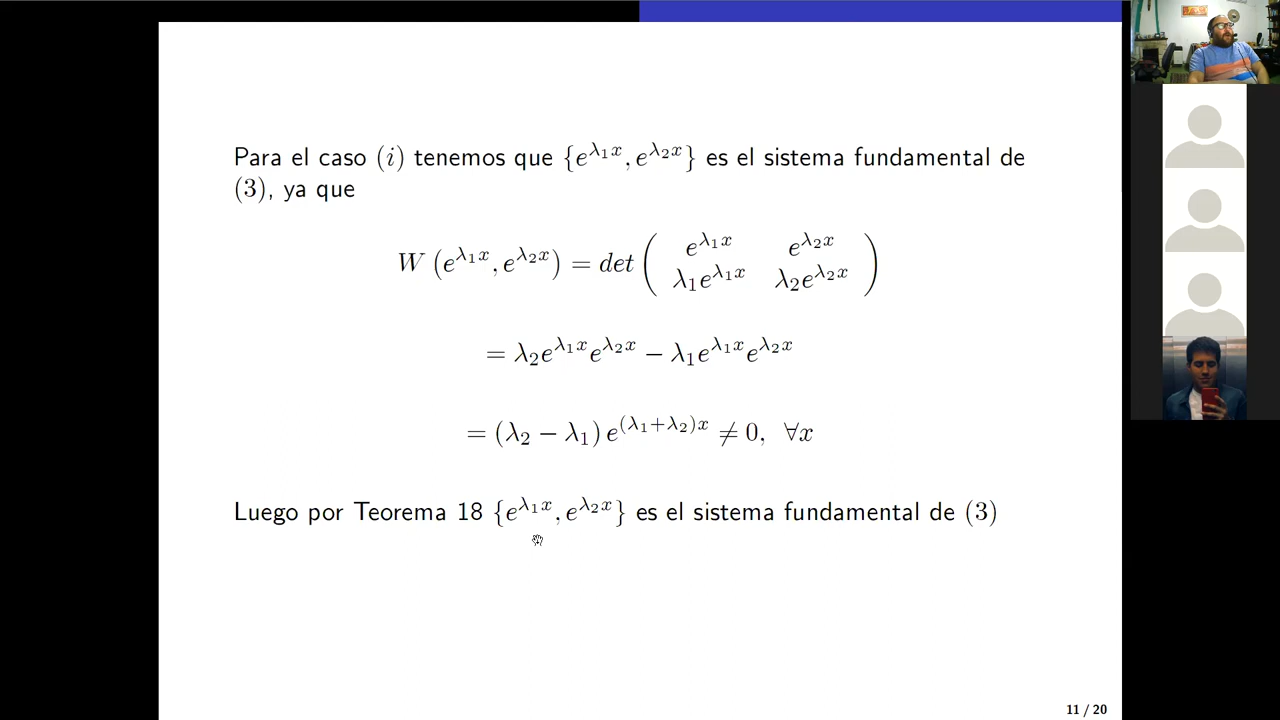 Para el caso (i) tenemos que {e^{λ₁x}, e^{λ₂x}} es el sistema fundamental de
(3), ya que
W (e^{λ₁x}, e^{λ₂x}) = det ( e^{λ₁x} e^{λ₂x}
λ₁e^{λ₁x} λ₂e^{λ₂x} )
= λ₂e^{λ₁x}e^{λ₂x} − λ₁e^{λ₁x}e^{λ₂x}
= (λ₂ − λ₁) e^{(λ₁+λ₂)x} ≠ 0, ∀x
Luego por Teorema 18 {e^{λ₁x}, e^{λ₂x}} es el sistema fundamental de (3)
11 / 20